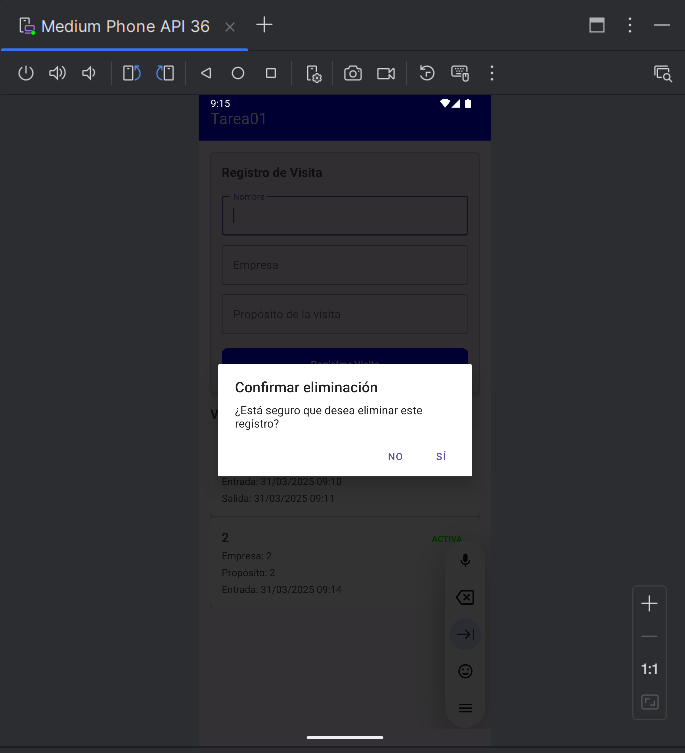 Medium Phone API 36
9:15
Tarea01
Registro de Visita
Nombre
Empresa
Propósito de la visita
Registrar Visita
Confirmar eliminación
¿Está seguro que desea eliminar este
registro?
NO
SÍ
Entrada: 31/03/2025 09:10
Salida: 31/03/2025 09:11
2
ACTIVA
Empresa: 2
Propósito: 2
Entrada: 31/03/2025 09:14
1:1